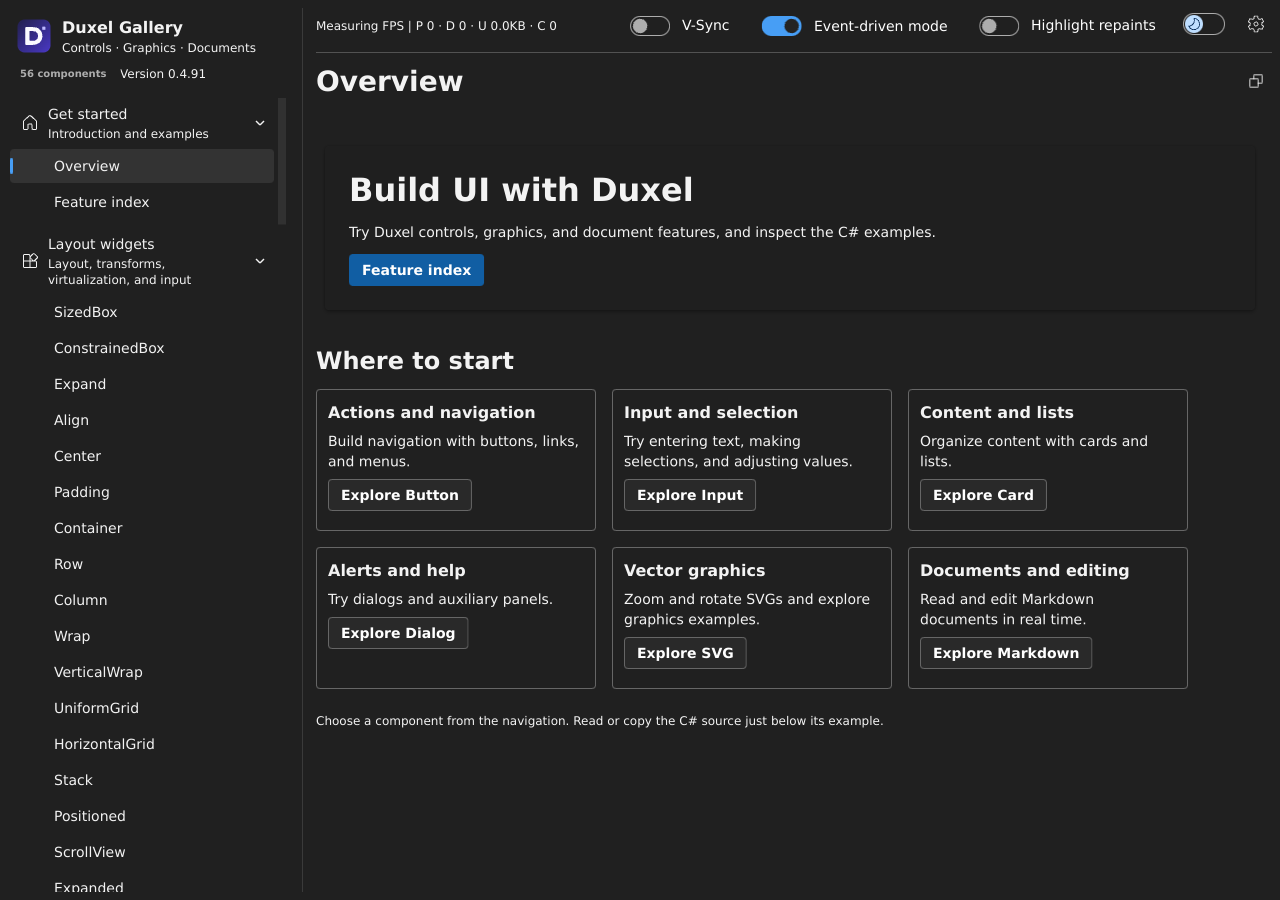 Duxel Gallery
Controls · Graphics · Documents
56 components Version 0.4.91
Get started
Introduction and examples
Overview
Feature index
Layout widgets
Layout, transforms,
virtualization, and input
SizedBox
ConstrainedBox
Expand
Align
Center
Padding
Container
Row
Column
Wrap
VerticalWrap
UniformGrid
HorizontalGrid
Stack
Positioned
ScrollView
Expanded
Measuring FPS | P 0 · D 0 · U 0.0KB · C 0
V-Sync
Event-driven mode
Highlight repaints
Overview
Build UI with Duxel
Try Duxel controls, graphics, and document features, and inspect the C# examples.
Feature index
Where to start
Actions and navigation
Build navigation with buttons, links,
and menus.
Explore Button
Input and selection
Try entering text, making
selections, and adjusting values.
Explore Input
Content and lists
Organize content with cards and
lists.
Explore Card
Alerts and help
Try dialogs and auxiliary panels.
Explore Dialog
Vector graphics
Zoom and rotate SVGs and explore
graphics examples.
Explore SVG
Documents and editing
Read and edit Markdown
documents in real time.
Explore Markdown
Choose a component from the navigation. Read or copy the C# source just below its example.